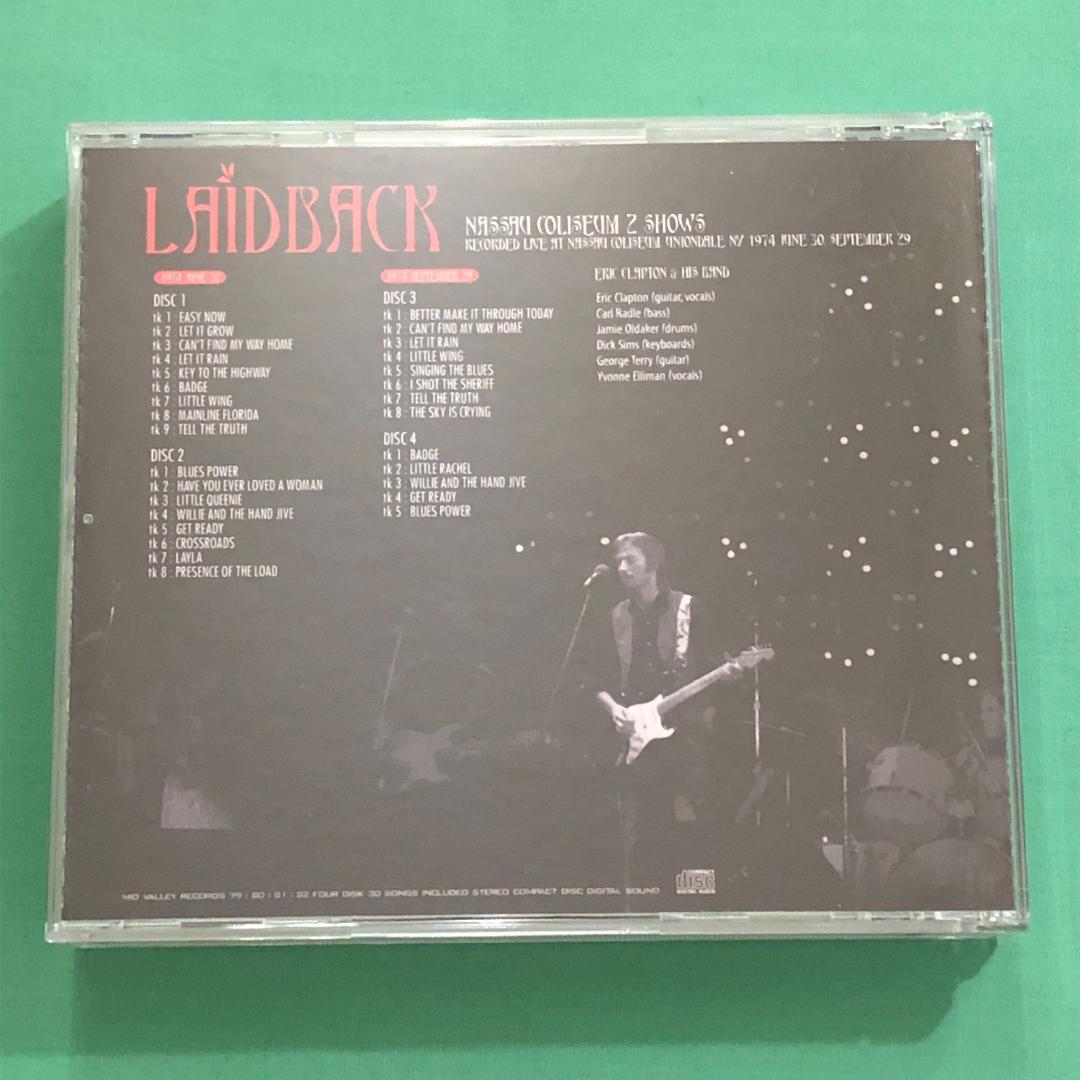 LAIDBACK
NASSAU COLISEUM 2 SHOWS
RECORDED LIVE AT NASSAU COLISEUM, UNIONDALE NY 1974 JUNE 30, SEPTEMBER 29
1974 JUNE 30
DISC 1
tk 1 : EASY NOW
tk 2 : LET IT GROW
tk 3 : CAN'T FIND MY WAY HOME
tk 4 : LET IT RAIN
tk 5 : KEY TO THE HIGHWAY
tk 6 : BADGE
tk 7 : LITTLE WING
tk 8 : MAINLINE FLORIDA
tk 9 : TELL THE TRUTH
DISC 2
tk 1 : BLUES POWER
tk 2 : HAVE YOU EVER LOVED A WOMAN
tk 3 : LITTLE QUEENIE
tk 4 : WILLIE AND THE HAND JIVE
tk 5 : GET READY
tk 6 : CROSSROADS
tk 7 : LAYLA
tk 8 : PRESENCE OF THE LOAD
1974 SEPTEMBER 29
DISC 3
tk 1 : BETTER MAKE IT THROUGH TODAY
tk 2 : CAN'T FIND MY WAY HOME
tk 3 : LET IT RAIN
tk 4 : LITTLE WING
tk 5 : SINGING THE BLUES
tk 6 : I SHOT THE SHERIFF
tk 7 : TELL THE TRUTH
tk 8 : THE SKY IS CRYING
DISC 4
tk 1 : BADGE
tk 2 : LITTLE RACHEL
tk 3 : WILLIE AND THE HAND JIVE
tk 4 : GET READY
tk 5 : BLUES POWER
ERIC CLAPTON & HIS BAND
Eric Clapton (guitar, vocals)
Carl Radle (bass)
Jamie Oldaker (drums)
Dick Sims (keyboards)
George Terry (guitar)
Yvonne Elliman (vocals)
MID VALLEY RECORDS 79 : 80 : 81 : 82 FOUR DISK 30 SONGS INCLUDED STEREO COMPACT DISC DIGITAL SOUND
COMPACT
disc
DIGITAL AUDIO